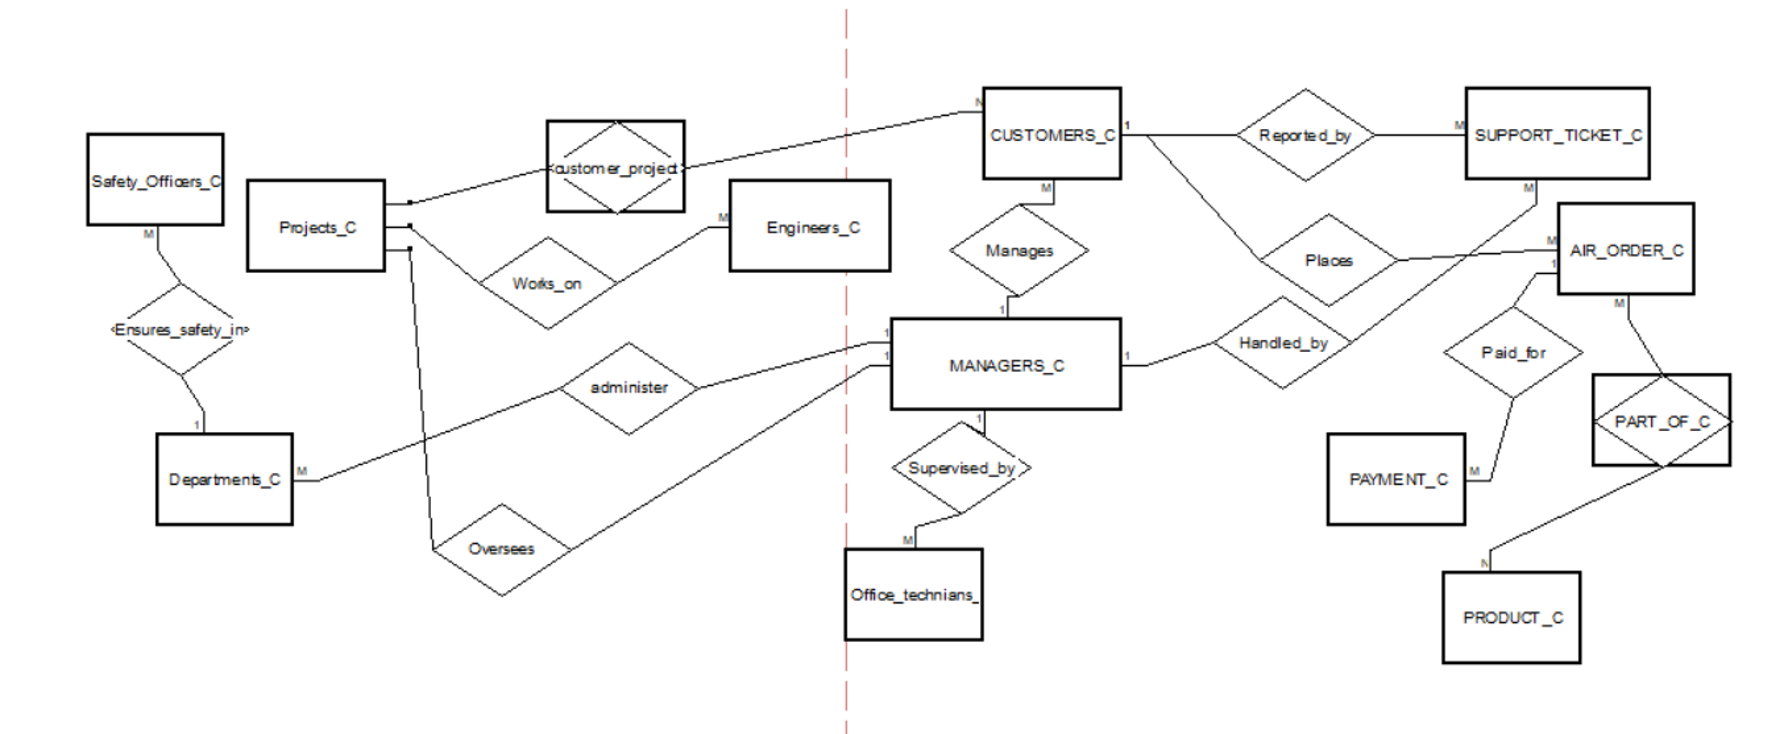 CUSTOMERS_C
N
1
Reported_by
M
SUPPORT_TICKET_C
Safety_Officers_C
M
customer_project
Projects_C
Engineers_C
M
M
Manages
1
M
Places
M
AIR_ORDER_C
1
M
Works_on
Ensures_safety_in
1
administer
1
1
MANAGERS_C
1
1
Handled_by
Paid_for
PART_OF_C
Departments_C
M
Supervised_by
M
PAYMENT_C
M
Oversees
Office_technians_
N
PRODUCT_C